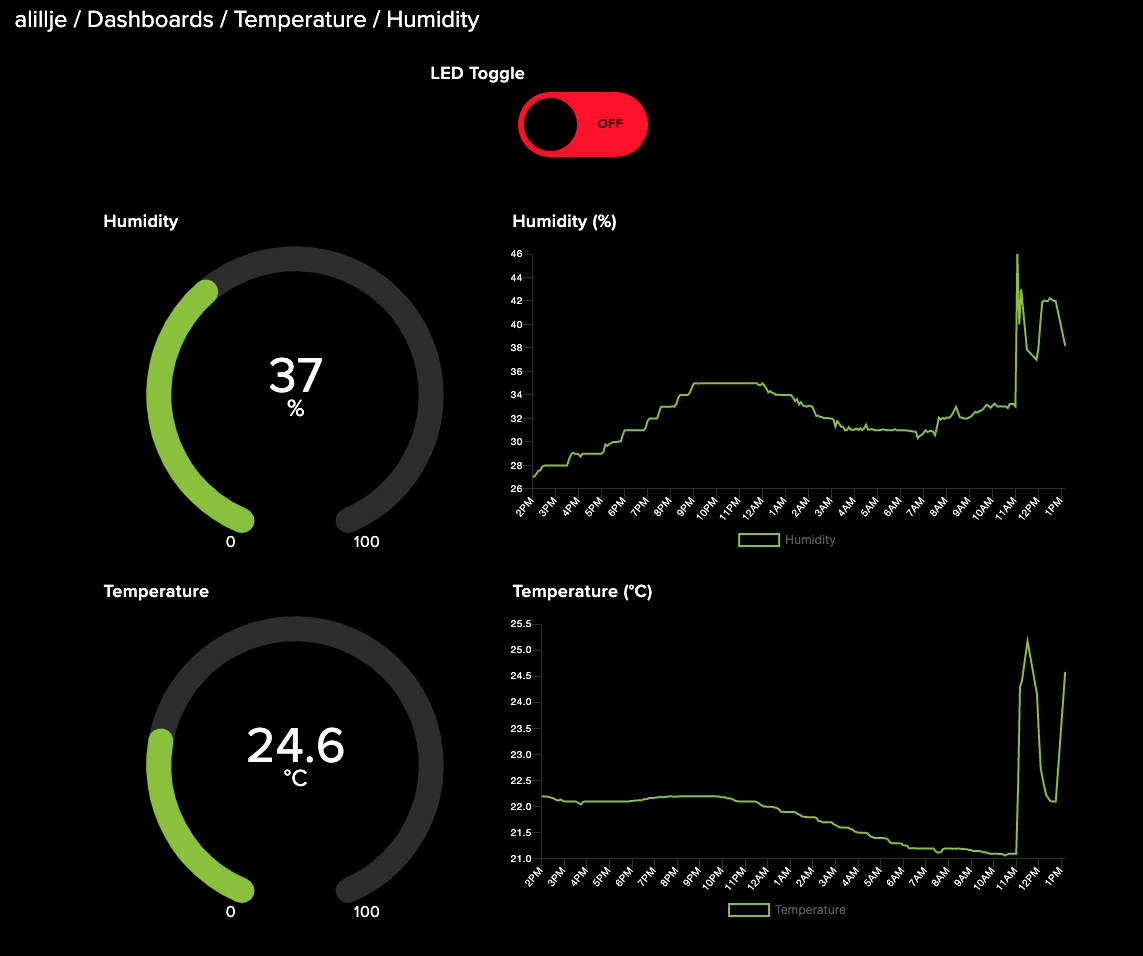 alillje / Dashboards / Temperature / Humidity
LED Toggle
OFF
Humidity
37
%
0 100
Humidity (%)
46
44
42
40
38
36
34
32
30
28
26
2PM 3PM 4PM 5PM 6PM 7PM 8PM 9PM 10PM 11PM 12AM 1AM 2AM 3AM 4AM 5AM 6AM 7AM 8AM 9AM 10AM 11AM 12PM 1PM
Humidity
Temperature
24.6
°C
0 100
Temperature (°C)
25.5
25.0
24.5
24.0
23.5
23.0
22.5
22.0
21.5
21.0
2PM 3PM 4PM 5PM 6PM 7PM 8PM 9PM 10PM 11PM 12AM 1AM 2AM 3AM 4AM 5AM 6AM 7AM 8AM 9AM 10AM 11AM 12PM 1PM
Temperature